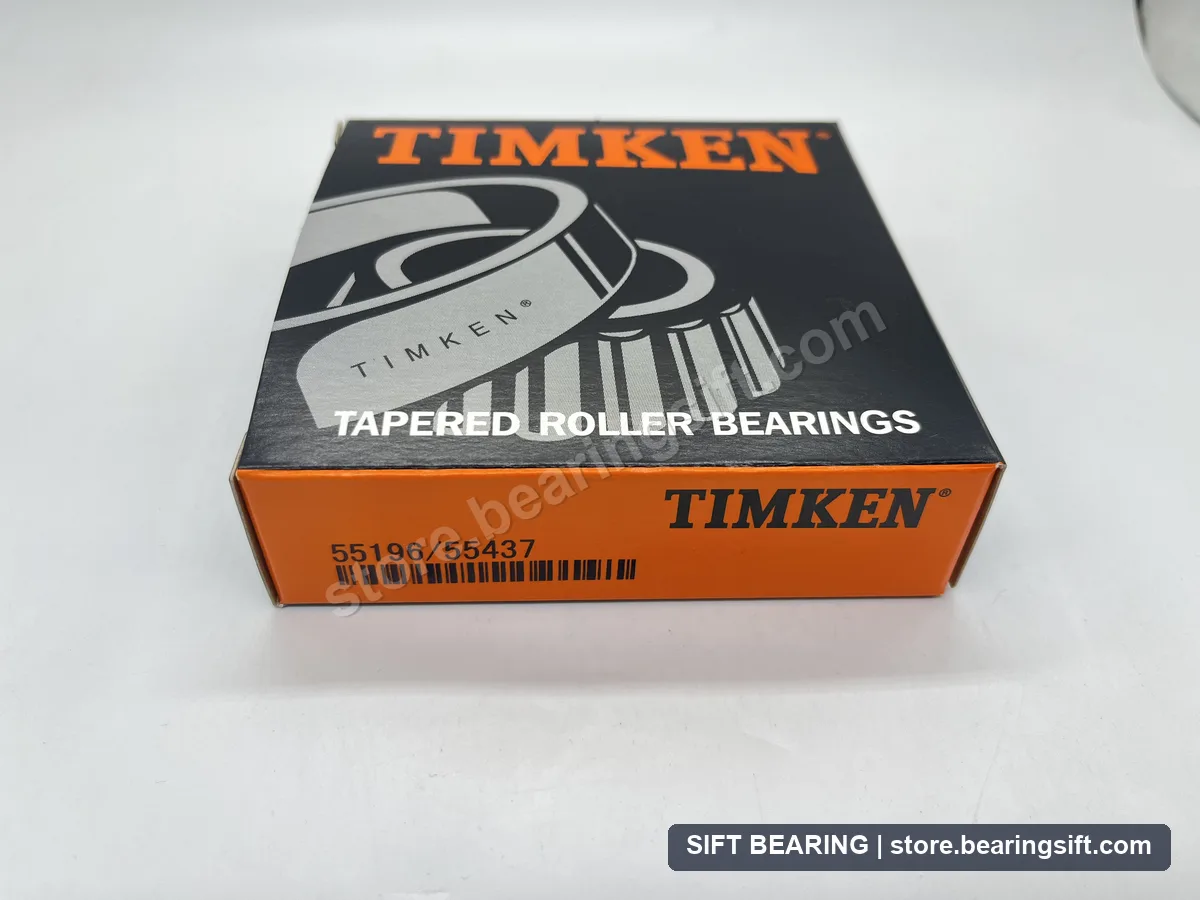 TIMKEN®
TIMKEN®
TAPERED ROLLER BEARINGS
TIMKEN®
55196/55437
store.bearingsift.com
SIFT BEARING | store.bearingsift.com